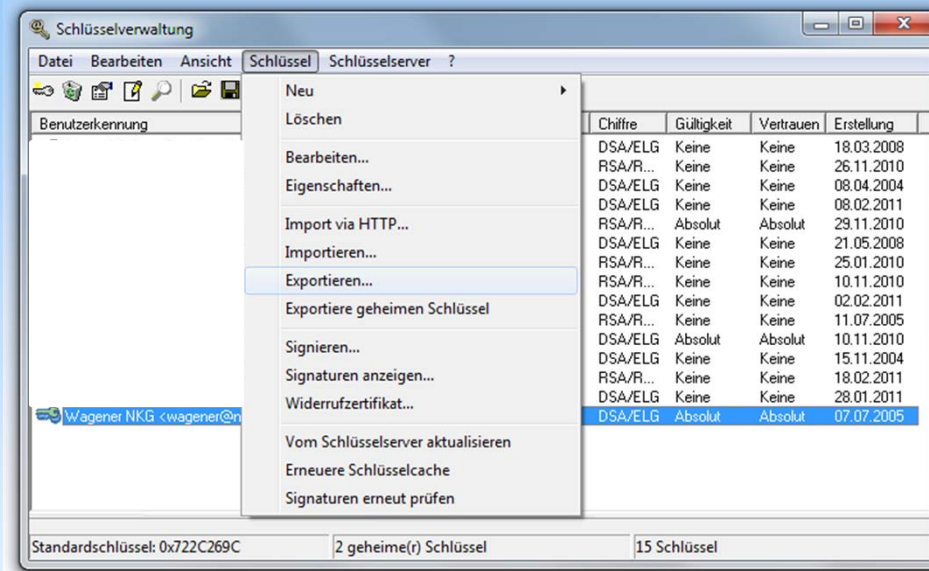 Schlüsselverwaltung
Datei Bearbeiten Ansicht Schlüssel Schlüsselserver ?
Neu
Löschen
Bearbeiten...
Eigenschaften...
Import via HTTP...
Importieren...
Exportieren...
Exportiere geheimen Schlüssel
Signieren...
Signaturen anzeigen...
Widerrufzertifikat...
Vom Schlüsselserver aktualisieren
Erneuere Schlüsselcache
Signaturen erneut prüfen
Benutzerkennung Chiffre Gültigkeit Vertrauen Erstellung
DSA/ELG Keine Keine 18.03.2008
RSA/R... Keine Keine 26.11.2010
DSA/ELG Keine Keine 08.04.2004
DSA/ELG Keine Keine 08.02.2011
RSA/R... Absolut Absolut 29.11.2010
DSA/ELG Keine Keine 21.05.2008
RSA/R... Keine Keine 25.01.2010
RSA/R... Keine Keine 10.11.2010
DSA/ELG Keine Keine 02.02.2011
RSA/R... Keine Keine 11.07.2005
DSA/ELG Absolut Absolut 10.11.2010
DSA/ELG Keine Keine 15.11.2004
RSA/R... Keine Keine 18.02.2011
DSA/ELG Keine Keine 28.01.2011
Wagener NKG <wagener@n DSA/ELG Absolut Absolut 07.07.2005
Standardschlüssel: 0x722C269C 2 geheime(r) Schlüssel 15 Schlüssel